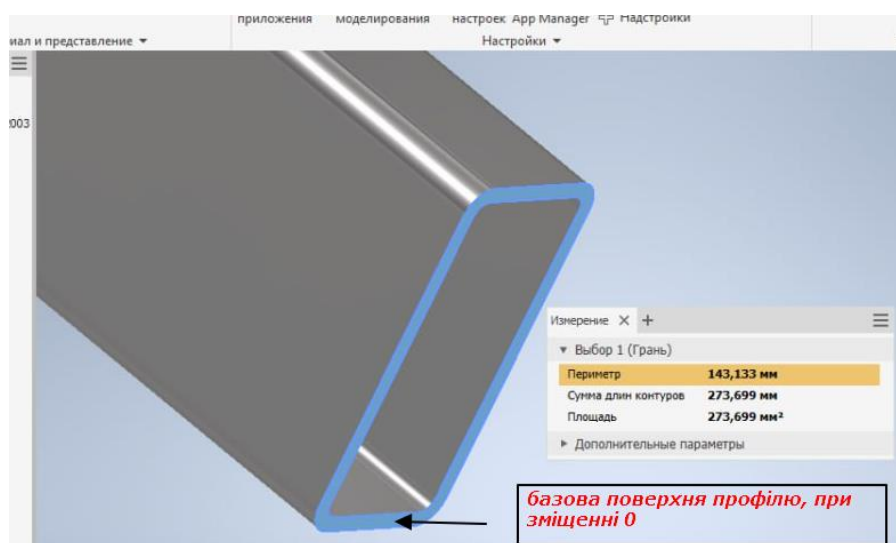 приложения моделирования настроек App Manager Надстройки
иал и представление Настройки
2003
Измерение
Выбор 1 (Грань)
Периметр 143,133 мм
Сумма длин контуров 273,699 мм
Площадь 273,699 мм²
Дополнительные параметры
базова поверхня профілю, при
зміщенні 0